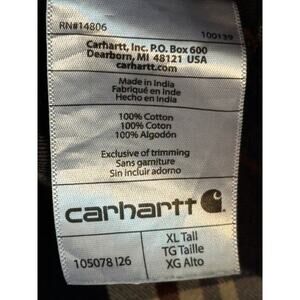 RN#14806 100139
Carhartt, Inc. P.O. Box 600
Dearborn, MI 48121 USA
carhartt.com
Made in India
Fabriqué en Inde
Hecho en India
100% Cotton
100% Coton
100% Algodón
Exclusive of trimming
Sans garniture
Sin incluir adorno
carhartt
105078 I26
XL Tall
TG Taille
XG Alto